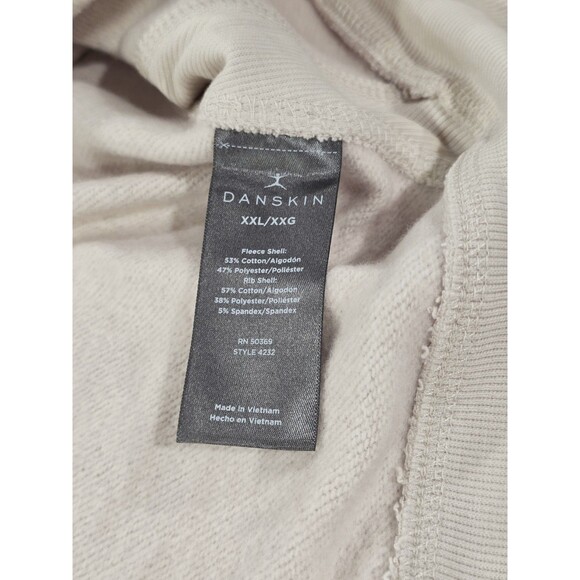 DANSKIN
XXL/XXG
Fleece Shell:
53% Cotton/Algodón
47% Polyester/Poliéster
Rib Shell:
57% Cotton/Algodón
38% Polyester/Poliéster
5% Spandex/Spandex
RN 50369
STYLE 4232
Made in Vietnam
Hecho en Vietnam